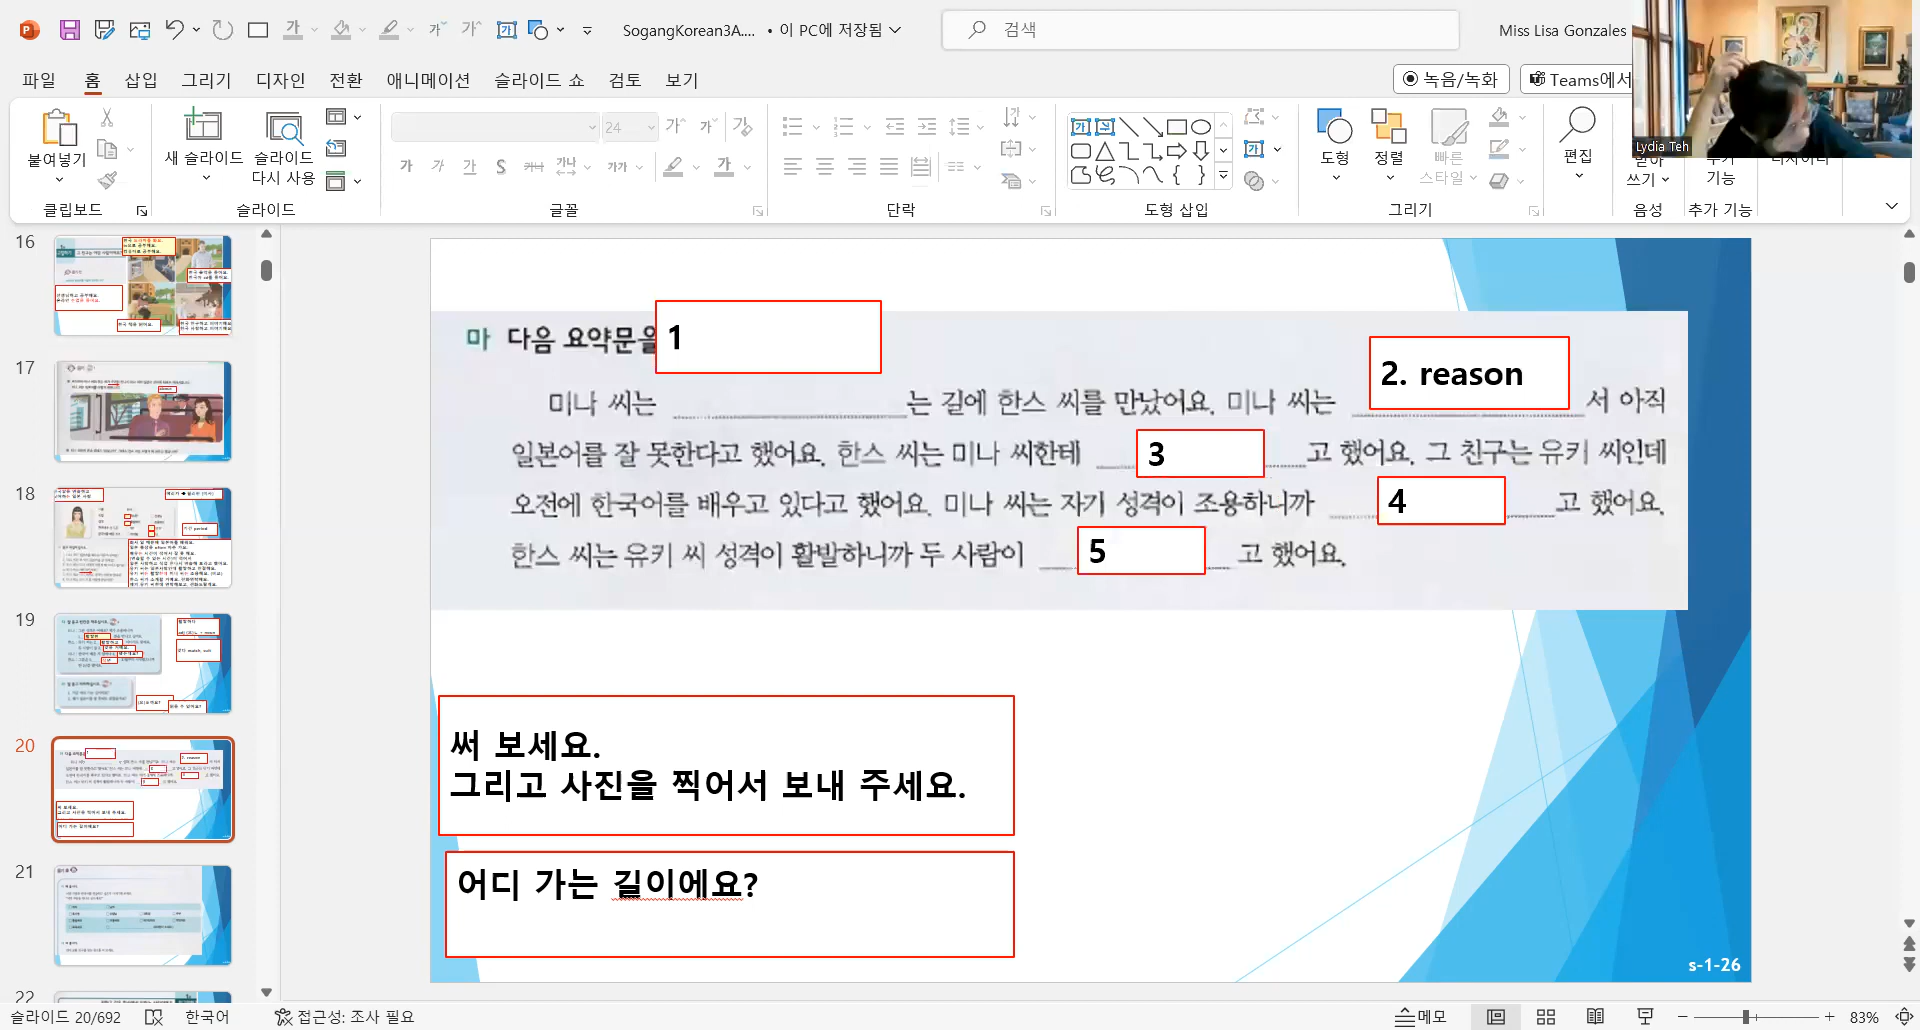 SogangKorean3A.... • 이 PC에 저장됨
검색
Miss Lisa Gonzales
파일 홈 삽입 그리기 디자인 전환 애니메이션 슬라이드 쇼 검토 보기
녹음/녹화
Teams에서
붙여넣기
새 슬라이드
슬라이드 다시 사용
24
가
도형
정렬
빠른 스타일
편집
받아쓰기
추가 기능
디자이너
클립보드
슬라이드
글꼴
단락
도형 삽입
그리기
음성
추가 기능
Lydia Teh
16
17
18
19
20
21
22
마 다음 요약문을
1
2. reason
미나 씨는 는 길에 한스 씨를 만났어요. 미나 씨는 서 아직
일본어를 잘 못한다고 했어요. 한스 씨는 미나 씨한테 3 고 했어요. 그 친구는 유키 씨인데
오전에 한국어를 배우고 있다고 했어요. 미나 씨는 자기 성격이 조용하니까 4 고 했어요.
한스 씨는 유키 씨 성격이 활발하니까 두 사람이 5 고 했어요.
써 보세요.
그리고 사진을 찍어서 보내 주세요.
어디 가는 길이에요?
s-1-26
슬라이드 20/692
한국어
접근성: 조사 필요
메모
83%